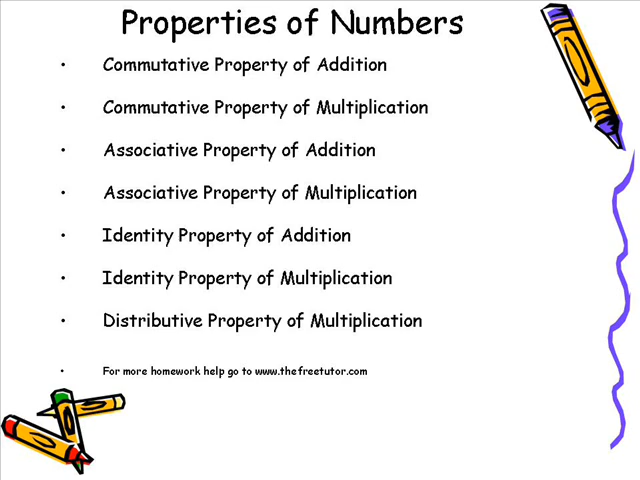 Properties of Numbers
• Commutative Property of Addition
• Commutative Property of Multiplication
• Associative Property of Addition
• Associative Property of Multiplication
• Identity Property of Addition
• Identity Property of Multiplication
• Distributive Property of Multiplication
• For more homework help go to www.thefreetutor.com